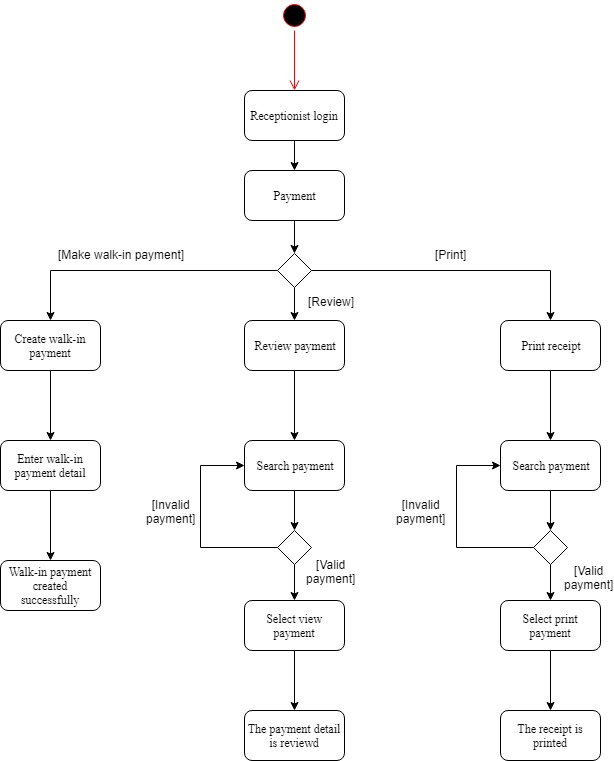 Receptionist login
Payment
[Make walk-in payment]
[Print]
[Review]
Create walk-in
payment
Review payment
Print receipt
Enter walk-in
payment detail
Search payment
Search payment
[Invalid
payment]
[Invalid
payment]
Walk-in payment
created
successfully
[Valid
payment]
[Valid
payment]
Select view
payment
Select print
payment
The payment detail
is reviewd
The receipt is
printed